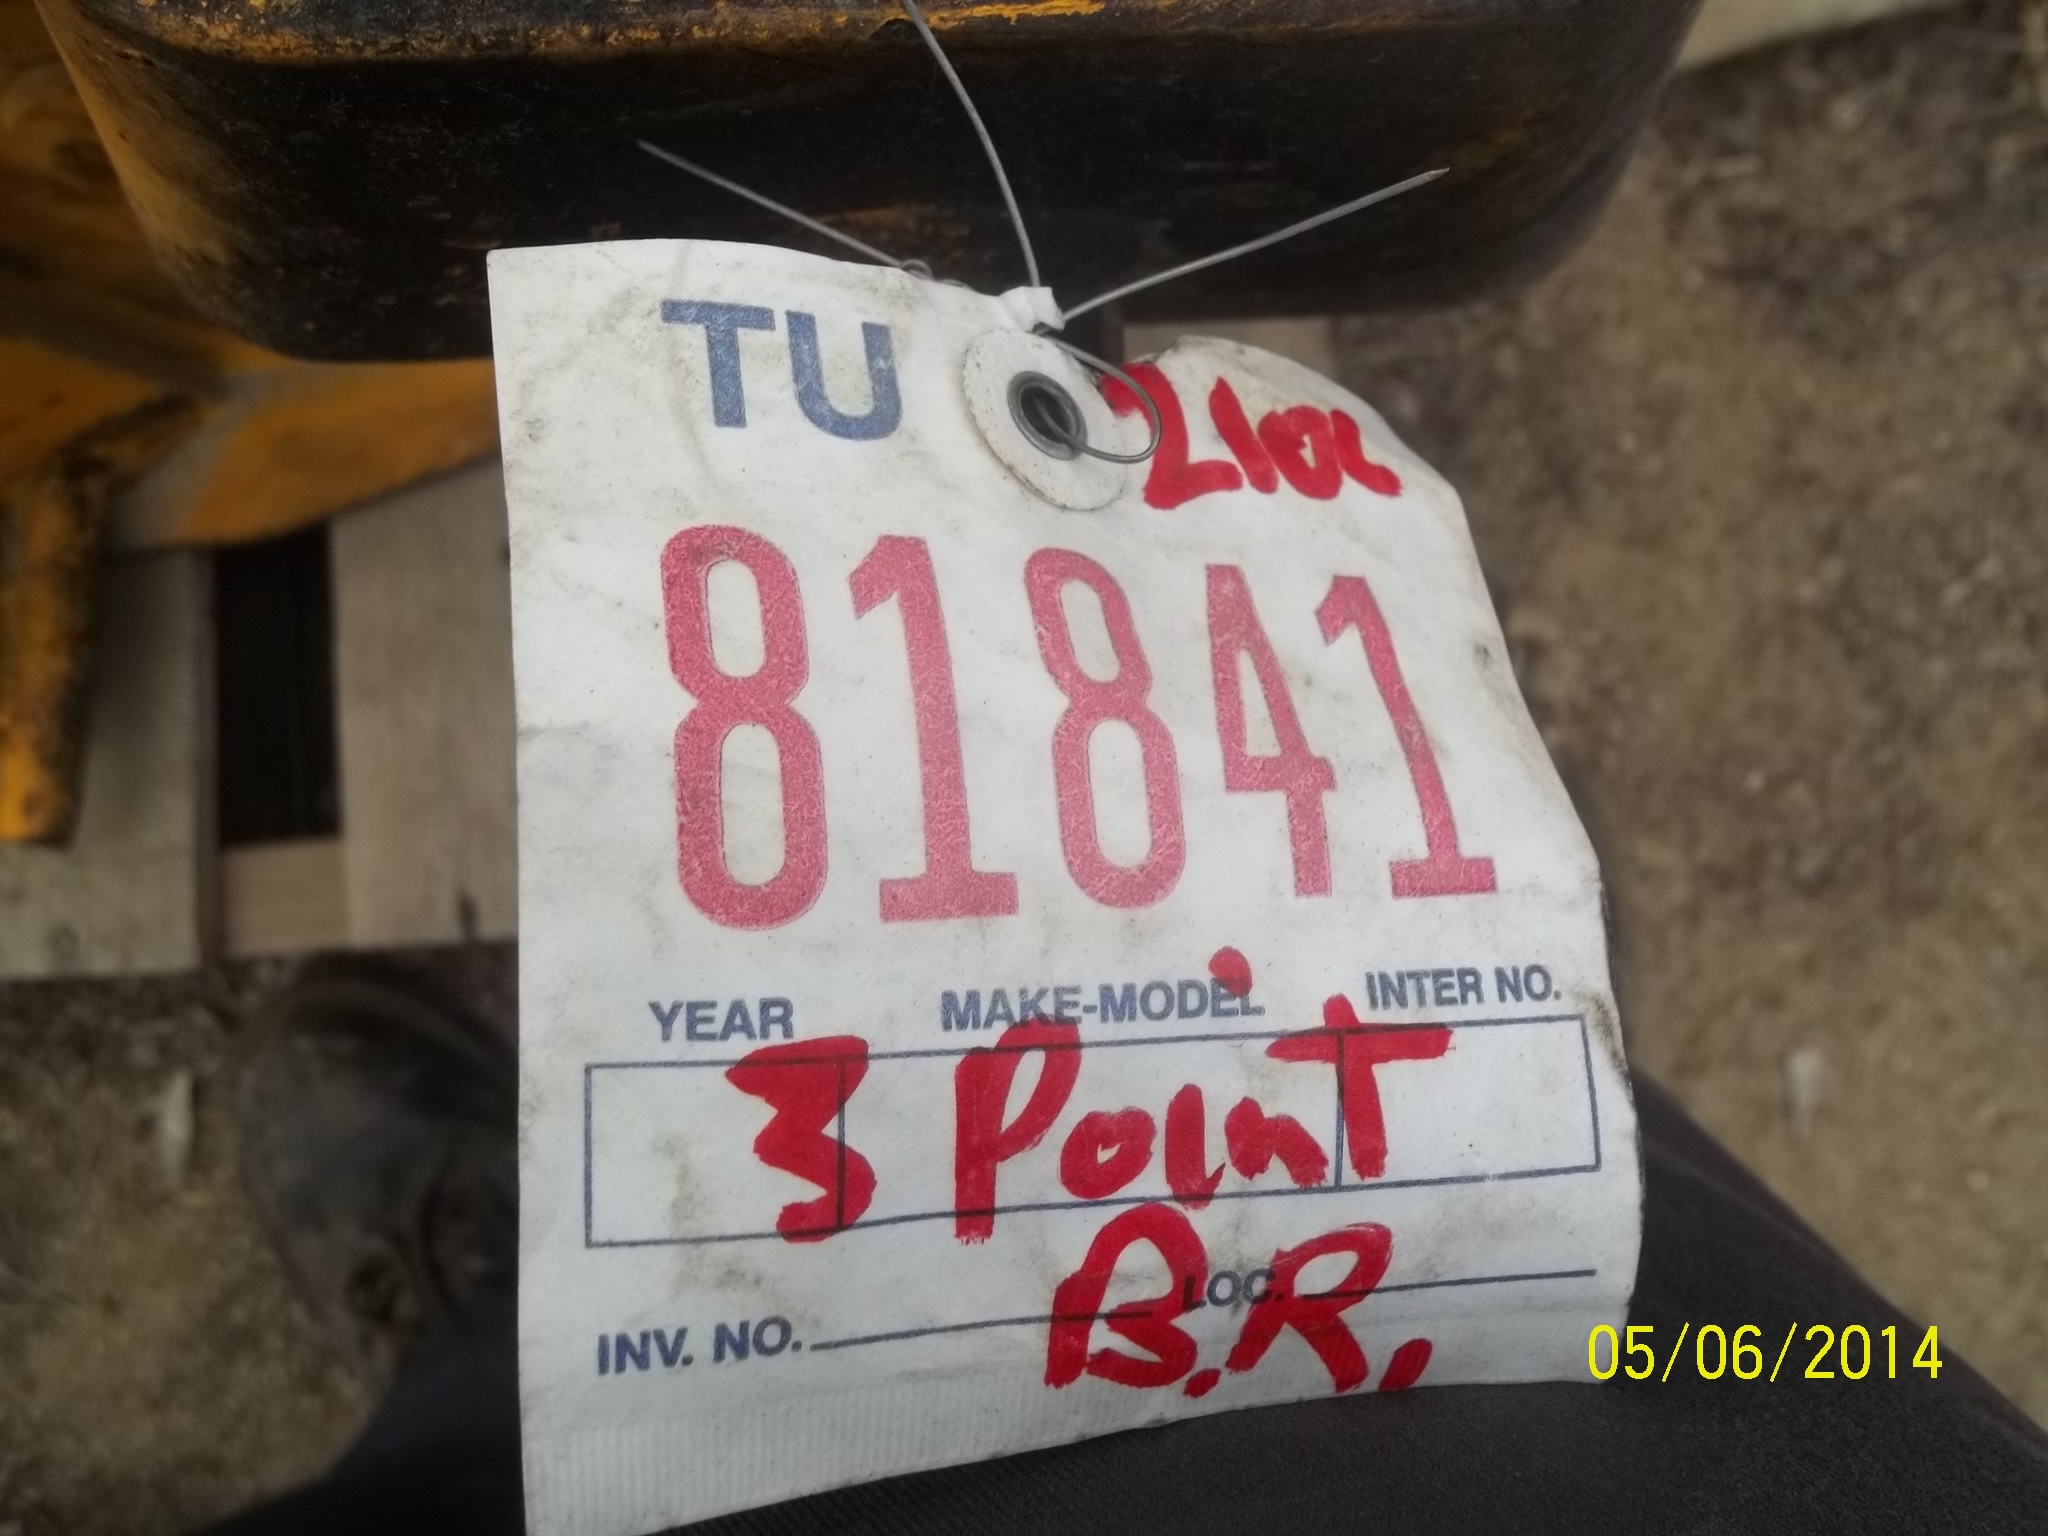 TU
81841
YEAR MAKE-MODEL INTER NO.
3 Point
B.R.
INV. NO. LOC.
05/06/2014